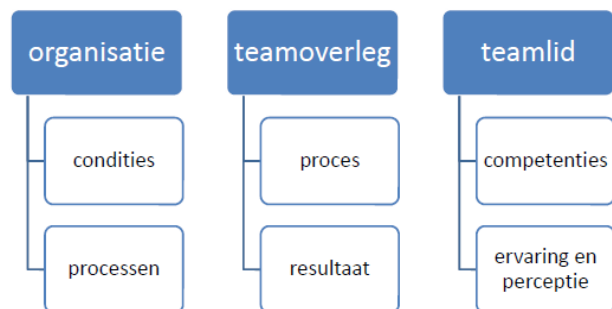 organisatie
condities
processen
teamoverleg
proces
resultaat
teamlid
competenties
ervaring en
perceptie